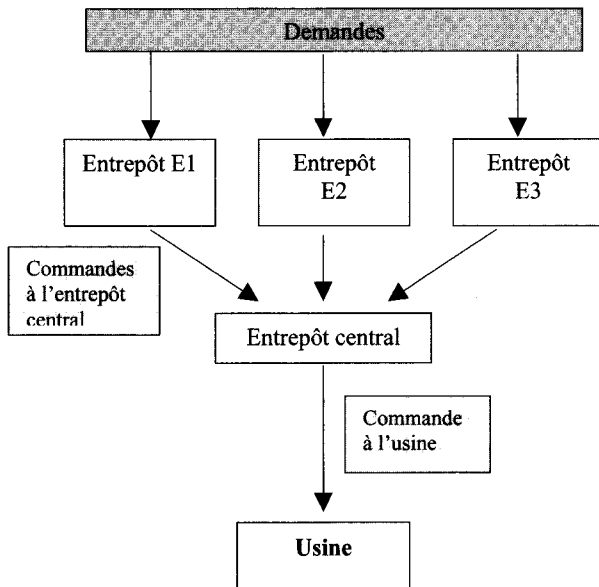 Demandes
Entrepôt E1
Entrepôt
E2
Entrepôt
E3
Commandes
à l'entrepôt
central
Entrepôt central
Commande
à l'usine
Usine